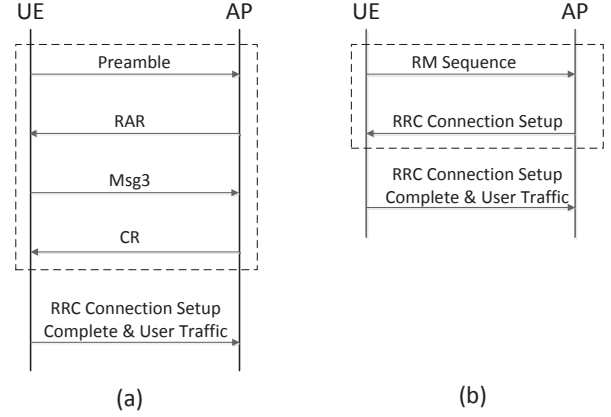 UE
AP
Preamble
RAR
Msg3
CR
RRC Connection Setup
Complete & User Traffic
(a)
UE
AP
RM Sequence
RRC Connection Setup
RRC Connection Setup
Complete & User Traffic
(b)